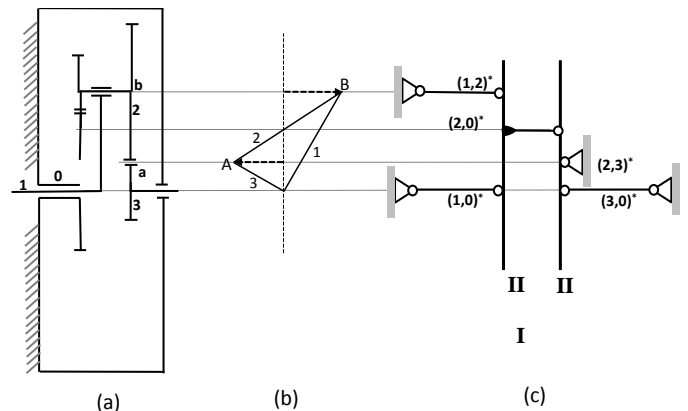 b
2
a
0
1
3
(a)
B
2
1
A
3
(b)
(1,2)*
(2,0)*
(2,3)*
(1,0)*
(3,0)*
II
II
I
(c)